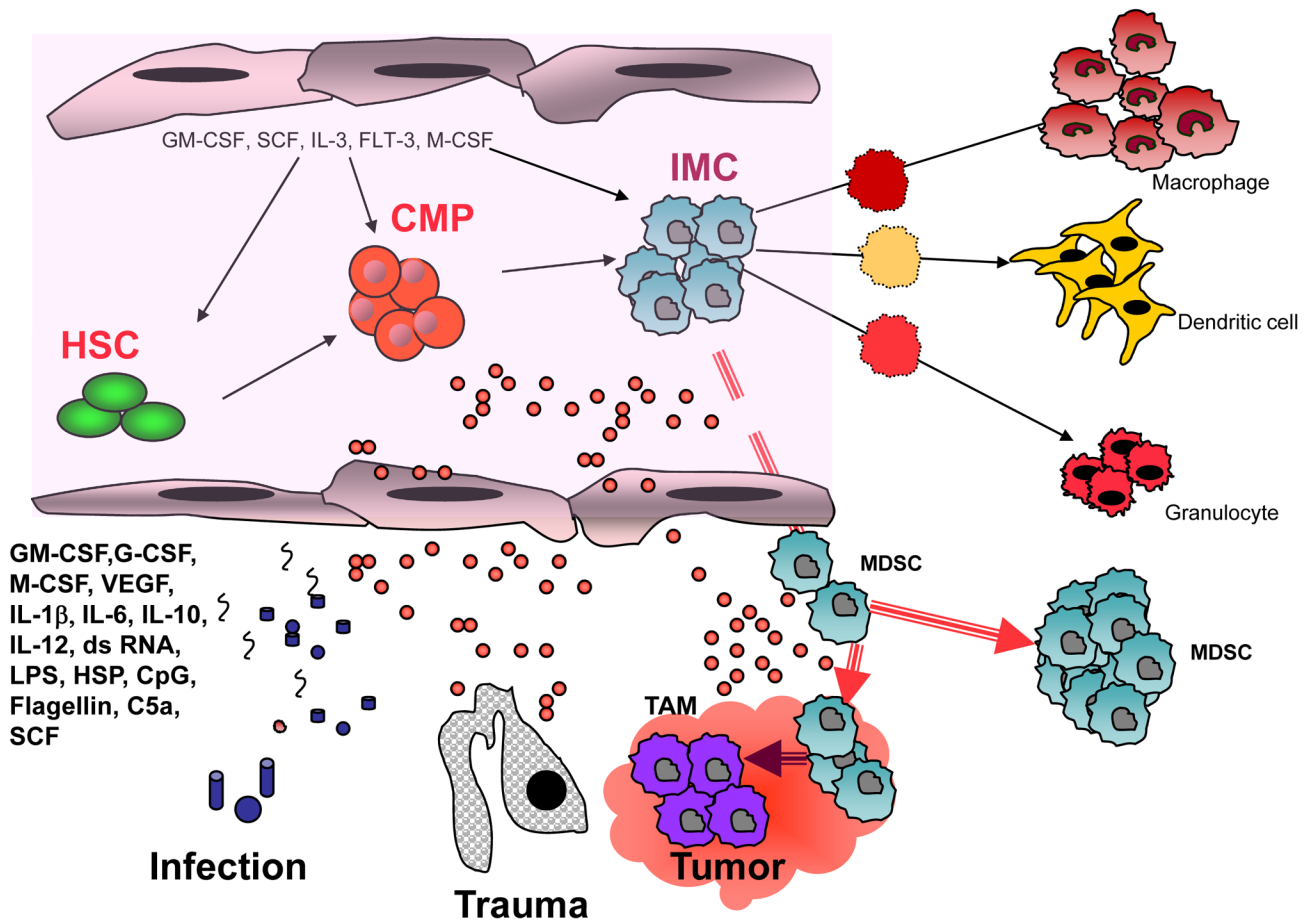 GM-CSF, SCF, IL-3, FLT-3, M-CSF
IMC
CMP
HSC
Macrophage
Dendritic cell
Granulocyte
GM-CSF,G-CSF,
M-CSF, VEGF,
IL-1β, IL-6, IL-10,
IL-12, ds RNA,
LPS, HSP, CpG,
Flagellin, C5a,
SCF
MDSC
MDSC
TAM
Infection
Trauma
Tumor